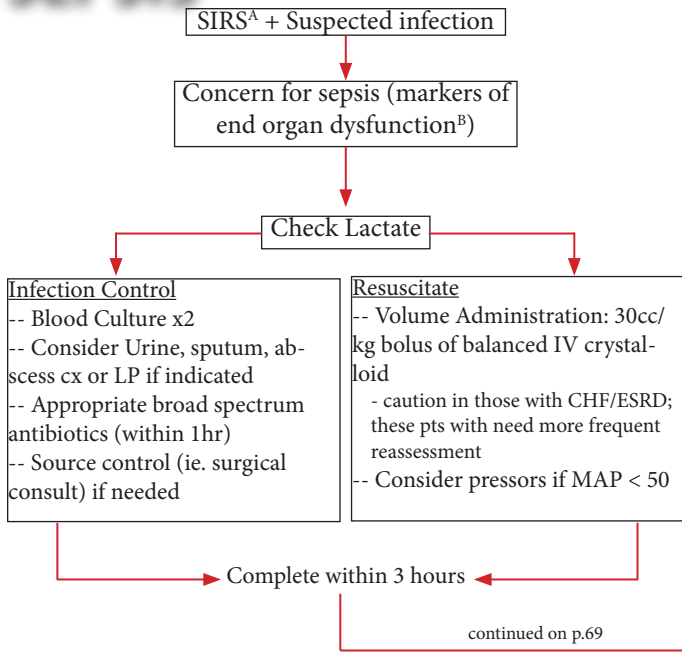 SIRSᴬ + Suspected infection
Concern for sepsis (markers of
end organ dysfunctionᴮ)
Check Lactate
Infection Control
-- Blood Culture x2
-- Consider Urine, sputum, ab-
scess cx or LP if indicated
-- Appropriate broad spectrum
antibiotics (within 1hr)
-- Source control (ie. surgical
consult) if needed
Resuscitate
-- Volume Administration: 30cc/
kg bolus of balanced IV crystal-
loid
- caution in those with CHF/ESRD;
these pts with need more frequent
reassessment
-- Consider pressors if MAP < 50
Complete within 3 hours
continued on p.69